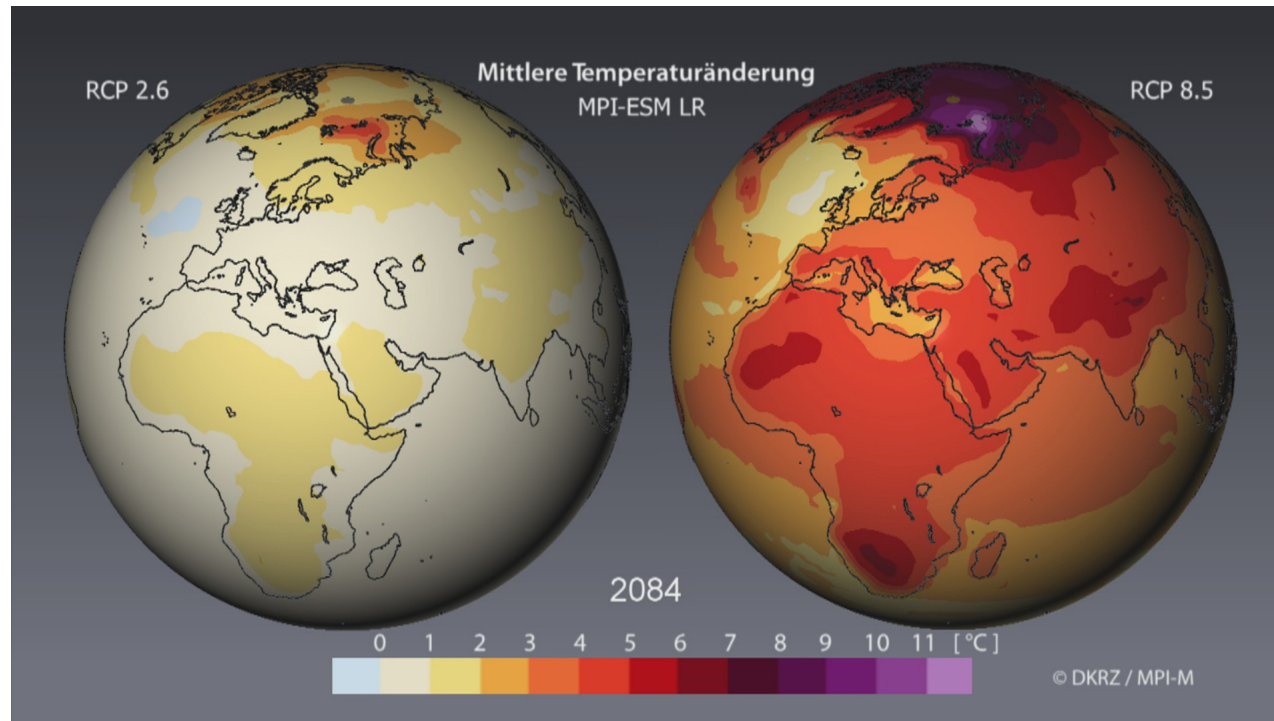 Mittlere Temperaturänderung
RCP 2.6
MPI-ESM LR
RCP 8.5
2084
0 1 2 3 4 5 6 7 8 9 10 11 [°C]
© DKRZ / MPI-M